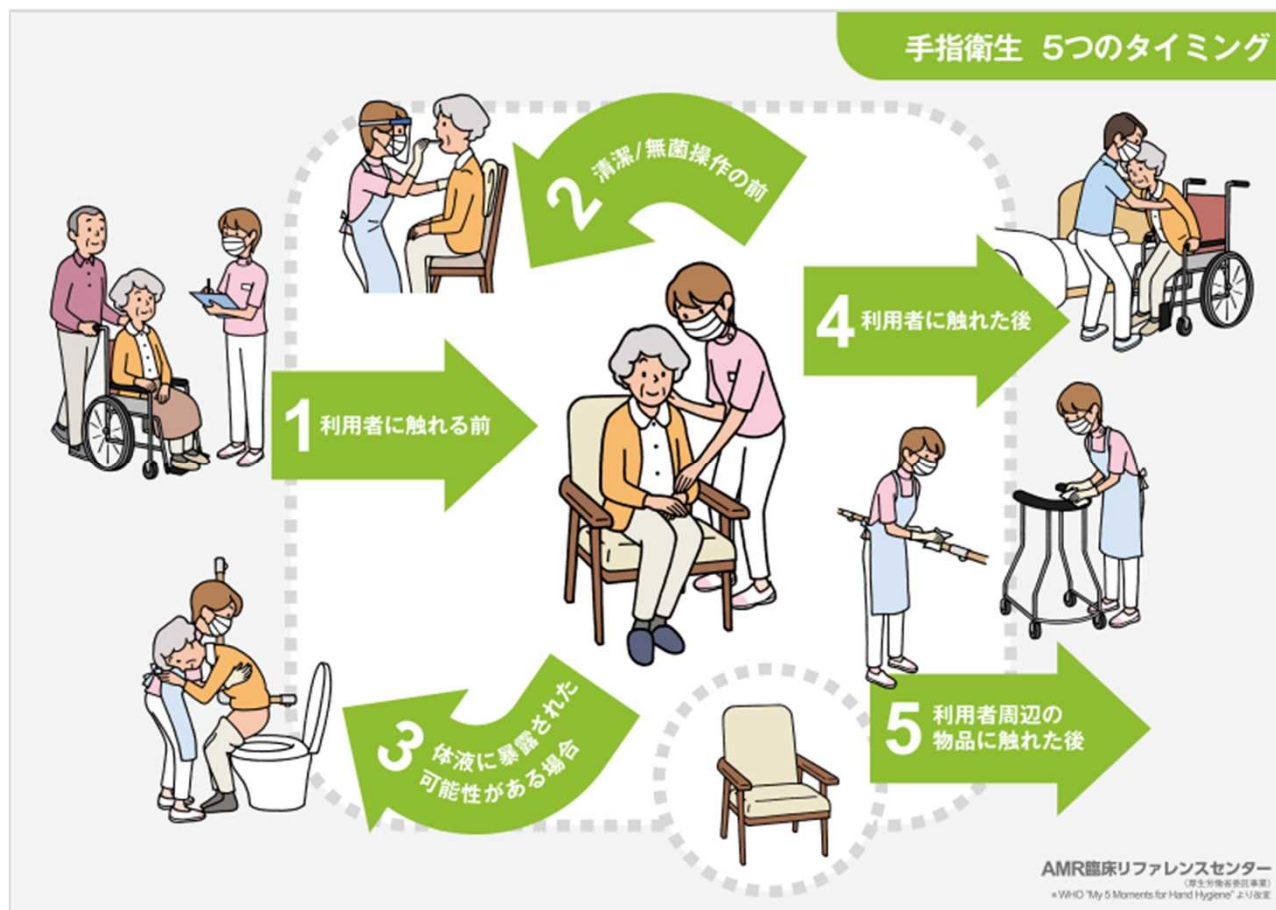 手指衛生 5つのタイミング
2 清潔/無菌操作の前
4 利用者に触れた後
1 利用者に触れる前
3 体液に暴露された
可能性がある場合
5 利用者周辺の
物品に触れた後
AMR臨床リファレンスセンター
(厚生労働省委託事業)
※WHO "My 5 Moments for Hand Hygiene" より改変